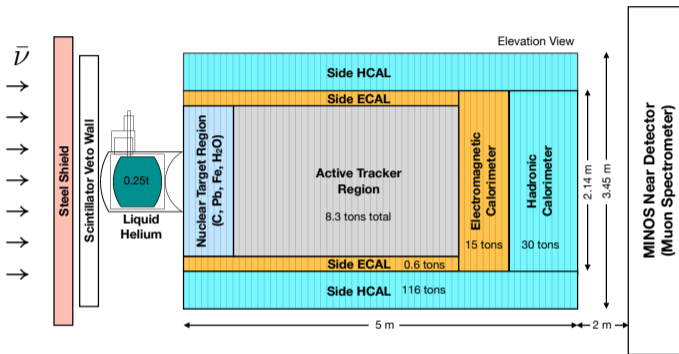 Elevation View
ν̄
Steel Shield
Scintillator Veto Wall
0.25t
Liquid
Helium
Side HCAL
Side ECAL
Nuclear Target Region
(C, Pb, Fe, H₂O)
Active Tracker
Region
8.3 tons total
Electromagnetic
Calorimeter
15 tons
Hadronic
Calorimeter
30 tons
Side ECAL 0.6 tons
Side HCAL 116 tons
2.14 m
3.45 m
5 m
2 m
MINOS Near Detector
(Muon Spectrometer)